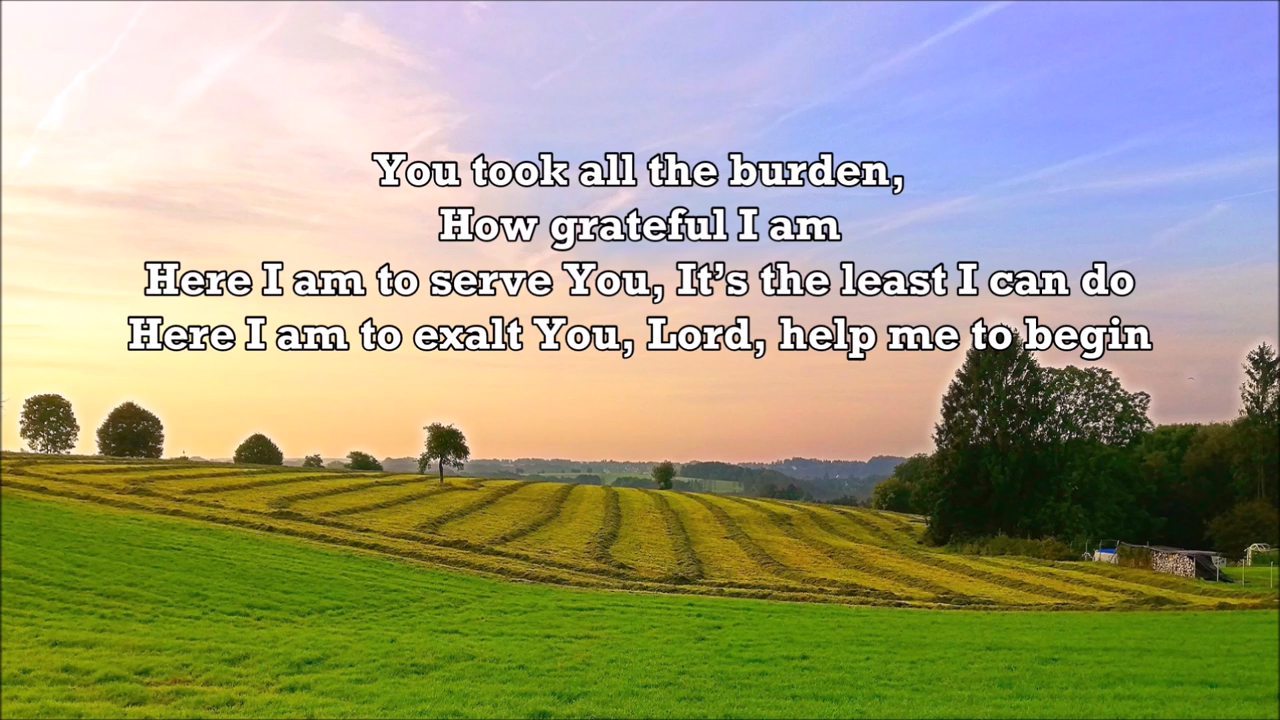 You took all the burden,
How grateful I am
Here I am to serve You, It’s the least I can do
Here I am to exalt You, Lord, help me to begin